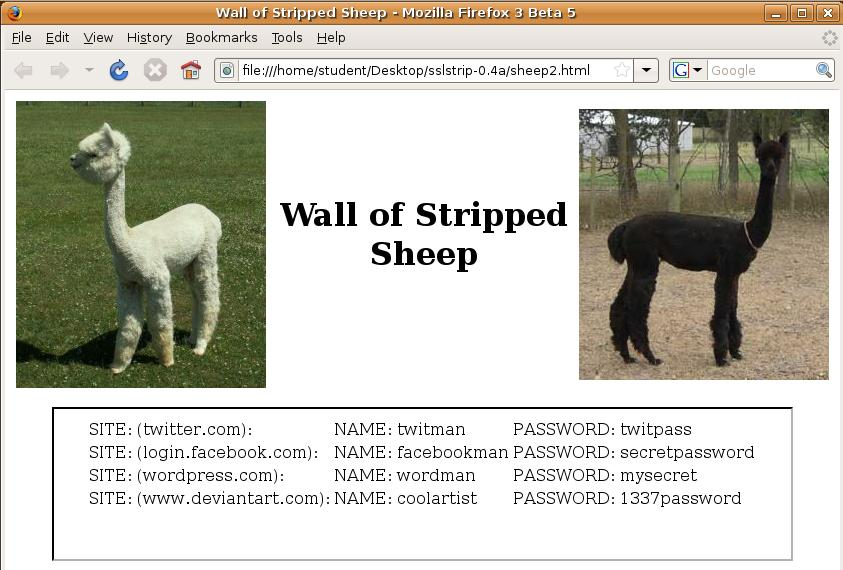 Wall of Stripped Sheep - Mozilla Firefox 3 Beta 5
File Edit View History Bookmarks Tools Help
file:///home/student/Desktop/sslstrip-0.4a/sheep2.html
G Google
Wall of Stripped
Sheep
SITE: (twitter.com): NAME: twitman PASSWORD: twitpass
SITE: (login.facebook.com): NAME: facebookman PASSWORD: secretpassword
SITE: (wordpress.com): NAME: wordman PASSWORD: mysecret
SITE: (www.deviantart.com): NAME: coolartist PASSWORD: 1337password